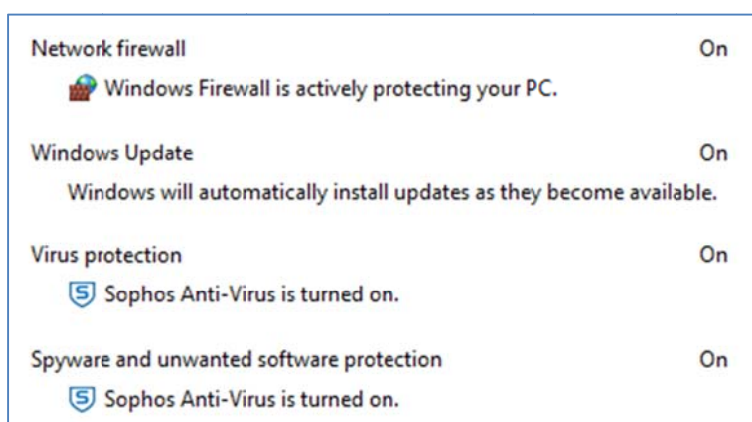 Network firewall On
Windows Firewall is actively protecting your PC.
Windows Update On
Windows will automatically install updates as they become available.
Virus protection On
Sophos Anti-Virus is turned on.
Spyware and unwanted software protection On
Sophos Anti-Virus is turned on.